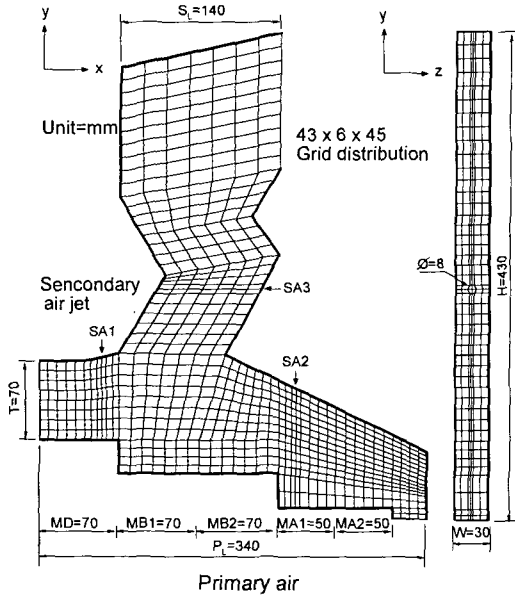 S_L=140
y
x
y
z
Unit=mm
43 x 6 x 45
Grid distribution
Ø=8
H=430
Sencondary
air jet
SA3
SA1
SA2
T=70
MD=70
MB1=70
MB2=70
MA1=50
MA2=50
W=30
P_L=340
Primary air